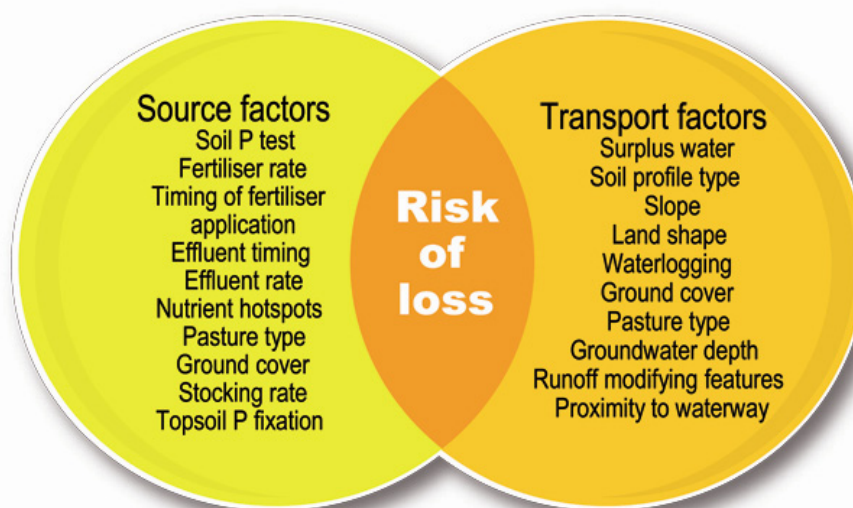 Source factors
Soil P test
Fertiliser rate
Timing of fertiliser
application
Effluent timing
Effluent rate
Nutrient hotspots
Pasture type
Ground cover
Stocking rate
Topsoil P fixation
Risk
of
loss
Transport factors
Surplus water
Soil profile type
Slope
Land shape
Waterlogging
Ground cover
Pasture type
Groundwater depth
Runoff modifying features
Proximity to waterway